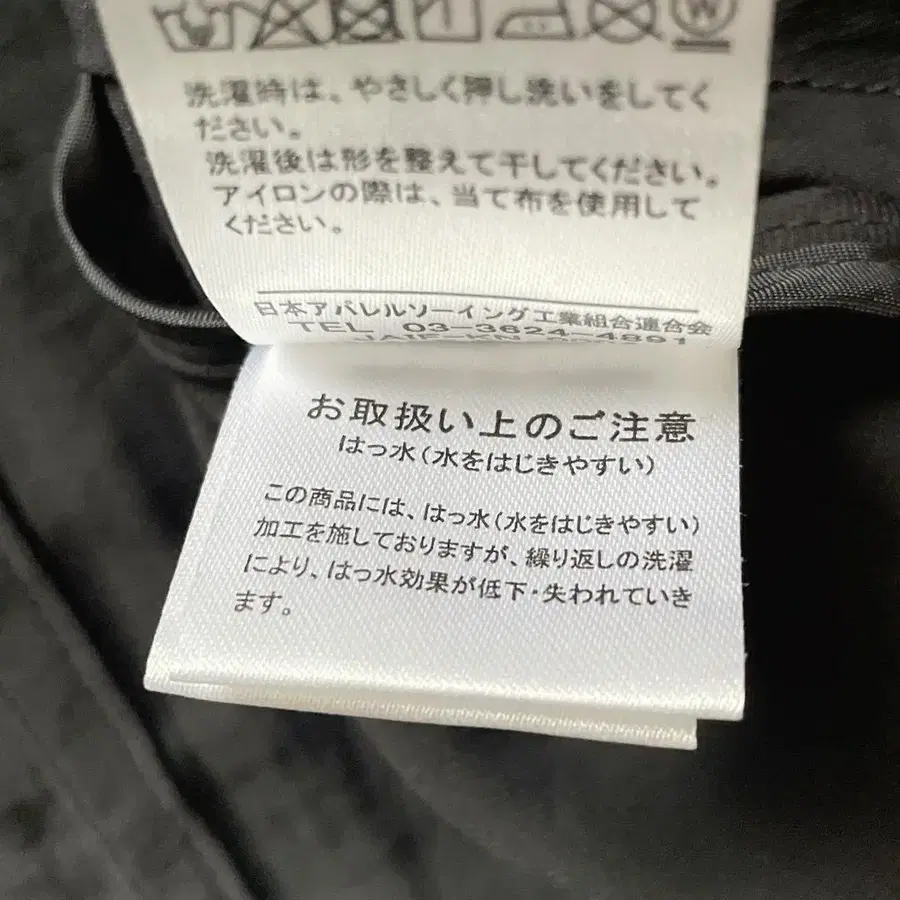 洗濯時は、やさしく押し洗いをしてく
ださい。
洗濯後は形を整えて干してください。
アイロンの際は、当て布を使用して
ください。
日本アパレルソーイング工業組合連合会
TEL 03-3624-4891
お取扱い上のご注意
はっ水(水をはじきやすい)
この商品には、はっ水(水をはじきやすい)
加工を施しておりますが、繰り返しの洗濯
により、はっ水効果が低下・失われていき
ます。